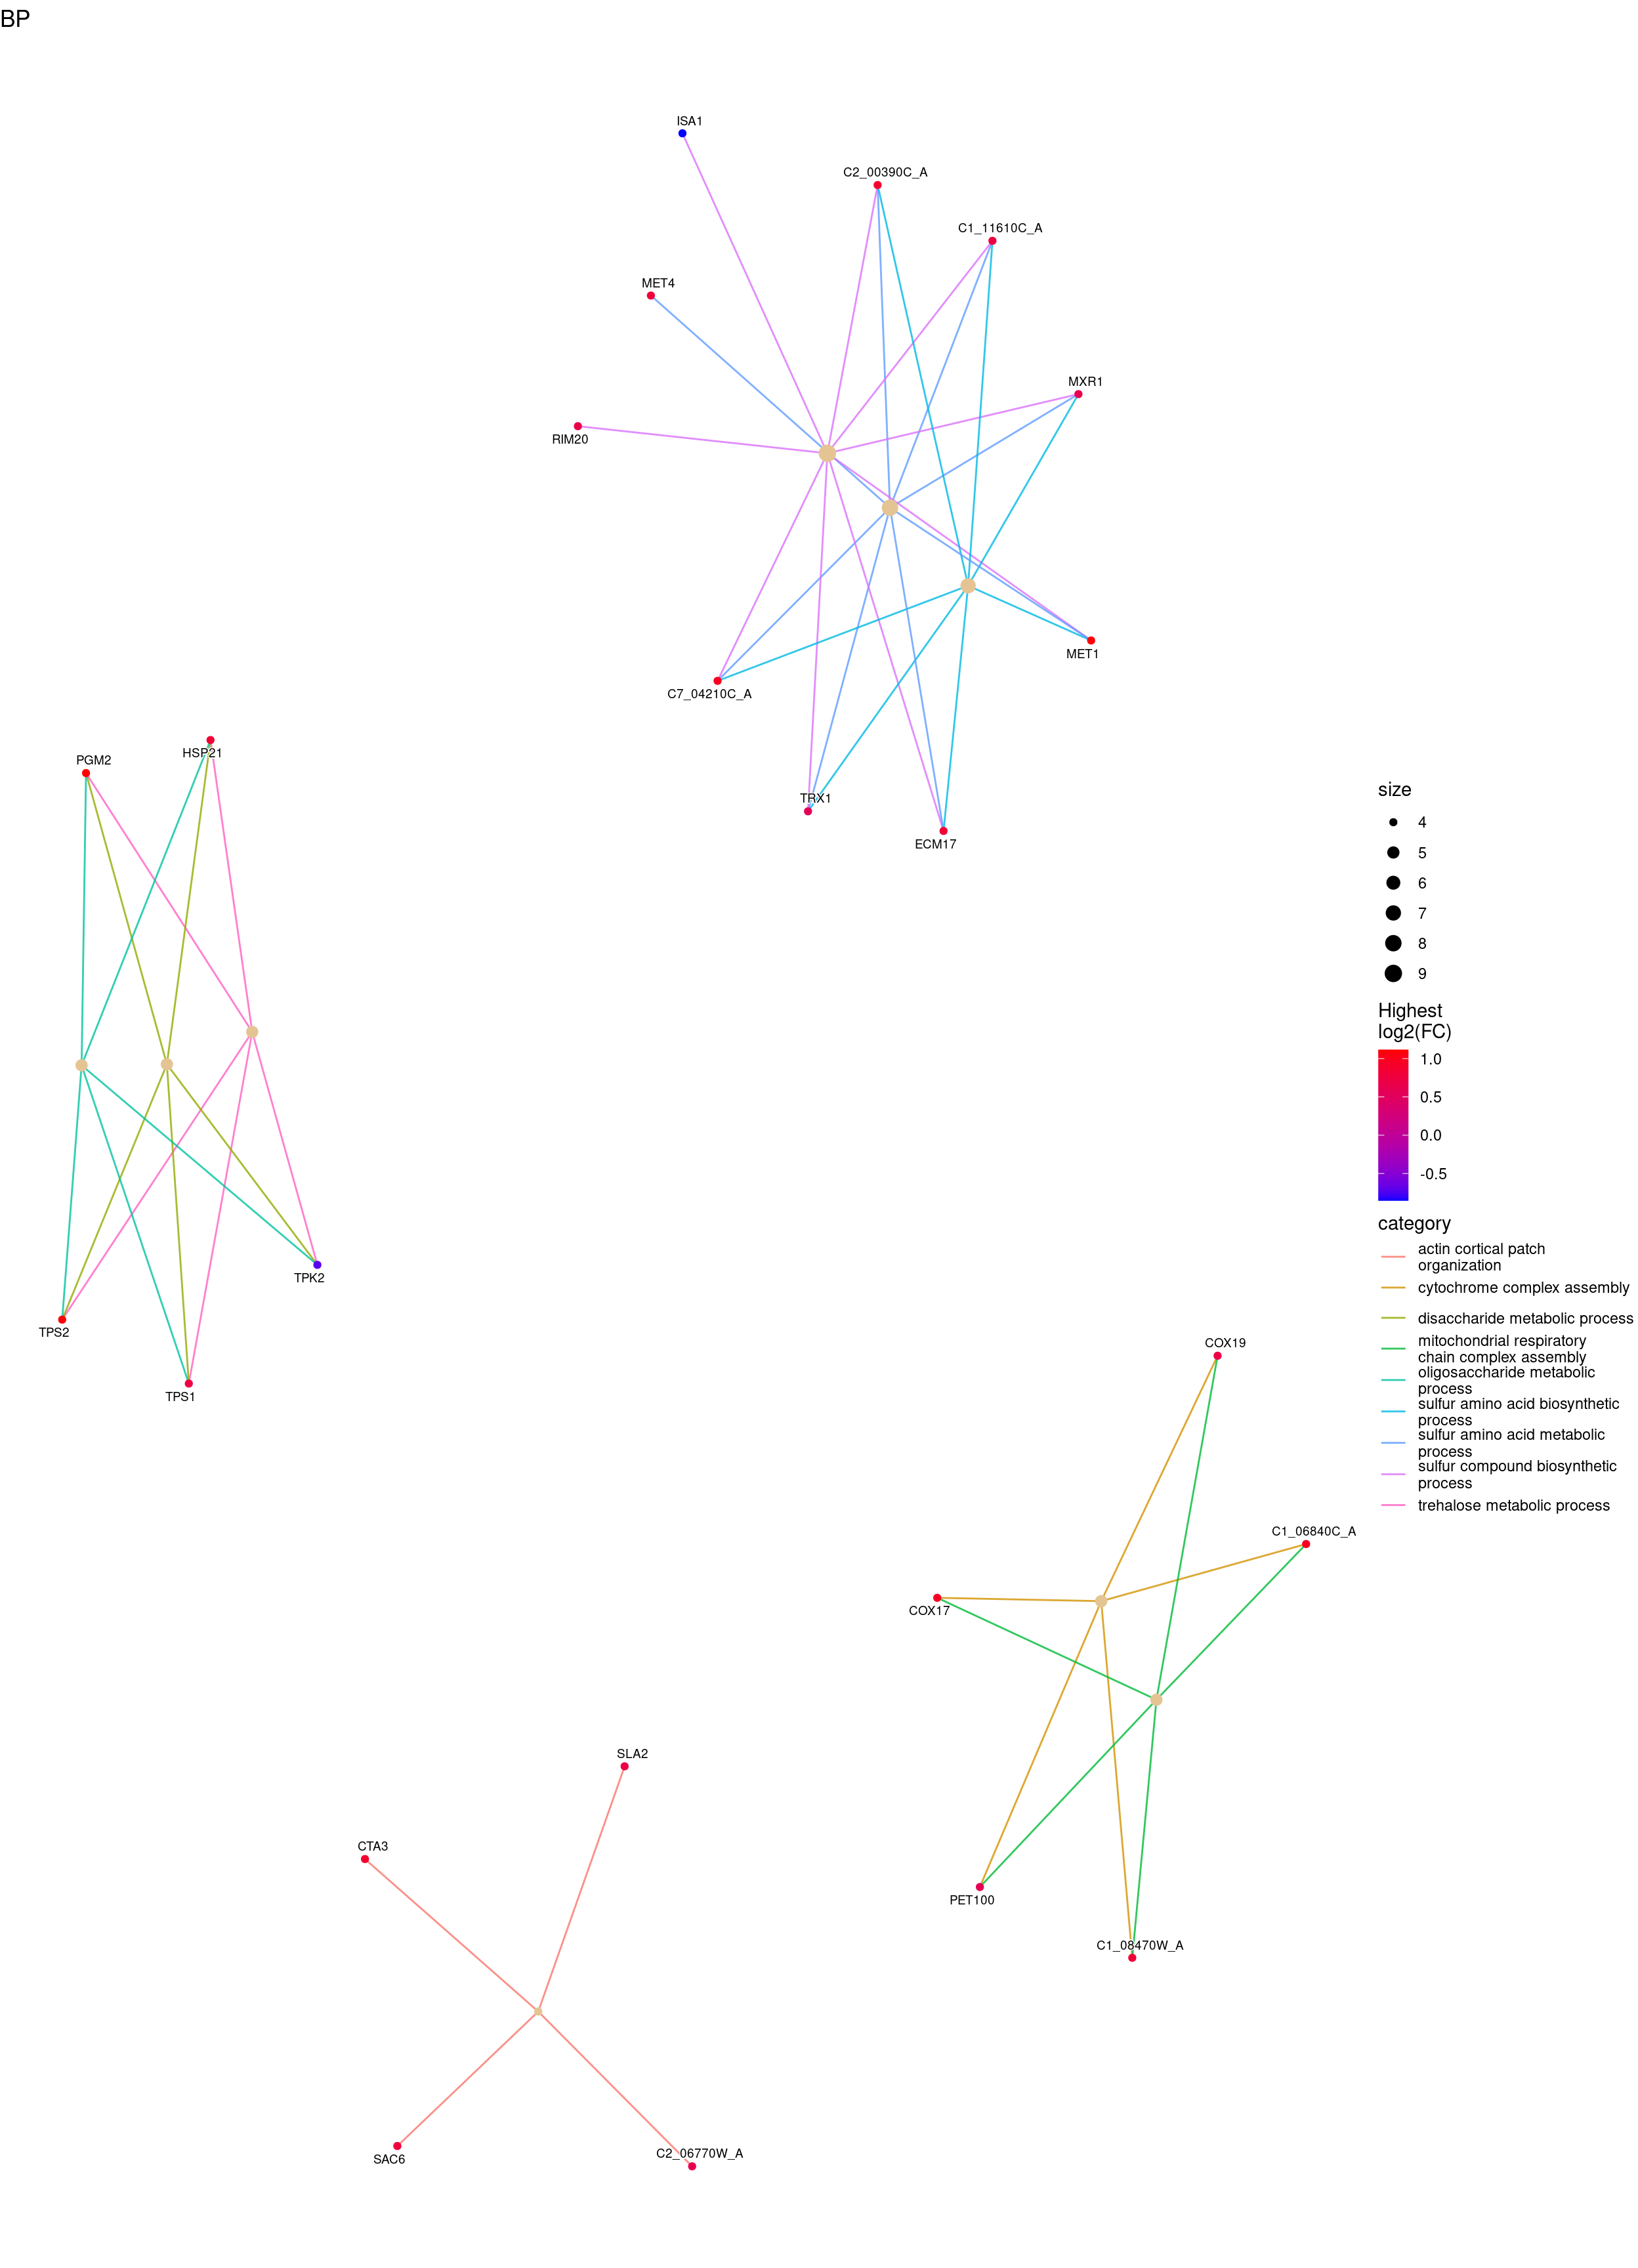 BP
ISA1
C2_00390C_A
C1_11610C_A
MET4
MXR1
RIM20
MET1
C7_04210C_A
TRX1
ECM17
HSP21
PGM2
TPK2
TPS2
TPS1
size
4
5
6
7
8
9
Highest
log2(FC)
1.0
0.5
0.0
-0.5
category
actin cortical patch
organization
cytochrome complex assembly
disaccharide metabolic process
mitochondrial respiratory
chain complex assembly
oligosaccharide metabolic
process
sulfur amino acid biosynthetic
process
sulfur amino acid metabolic
process
sulfur compound biosynthetic
process
trehalose metabolic process
COX19
C1_06840C_A
COX17
PET100
C1_08470W_A
SLA2
CTA3
SAC6
C2_06770W_A